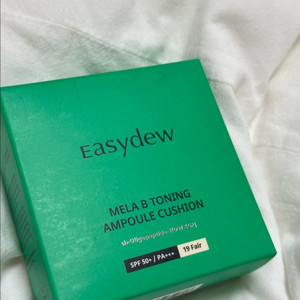 Easydew
MELA B TONING
AMPOULE CUSHION
SPF 50+ / PA+++
19 Fair